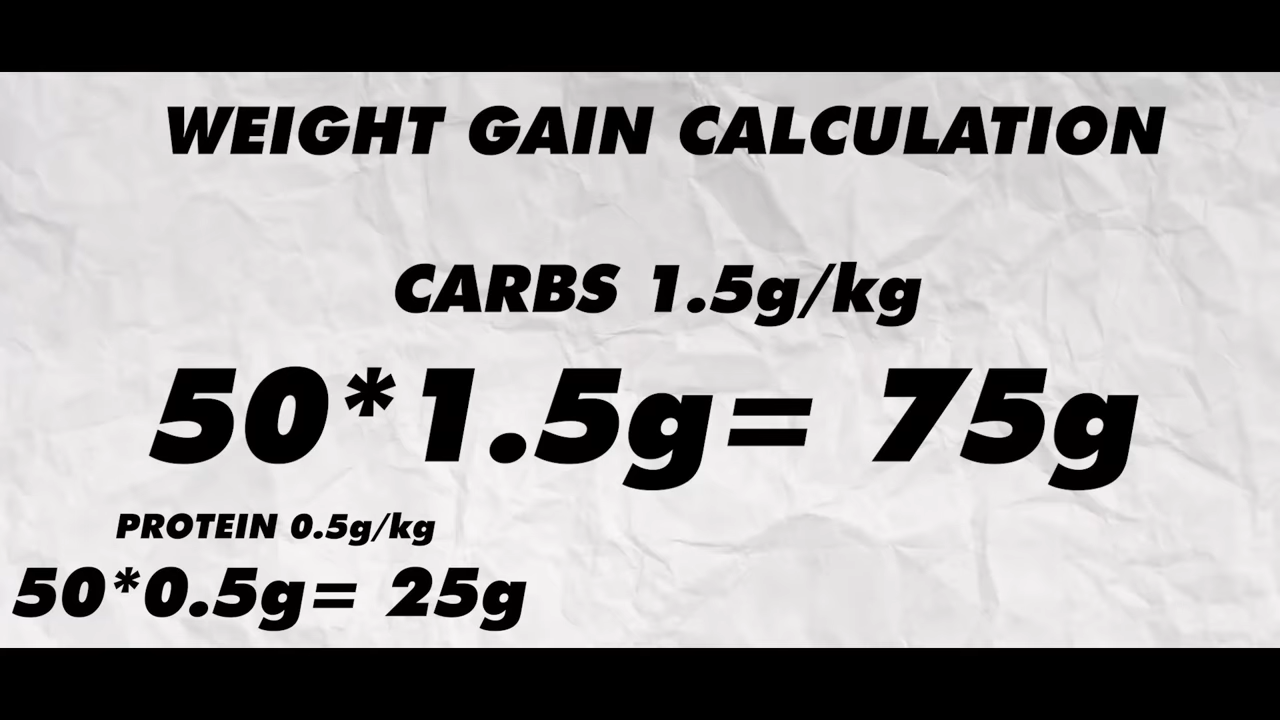 WEIGHT GAIN CALCULATION
CARBS 1.5g/kg
50*1.5g= 75g
PROTEIN 0.5g/kg
50*0.5g= 25g